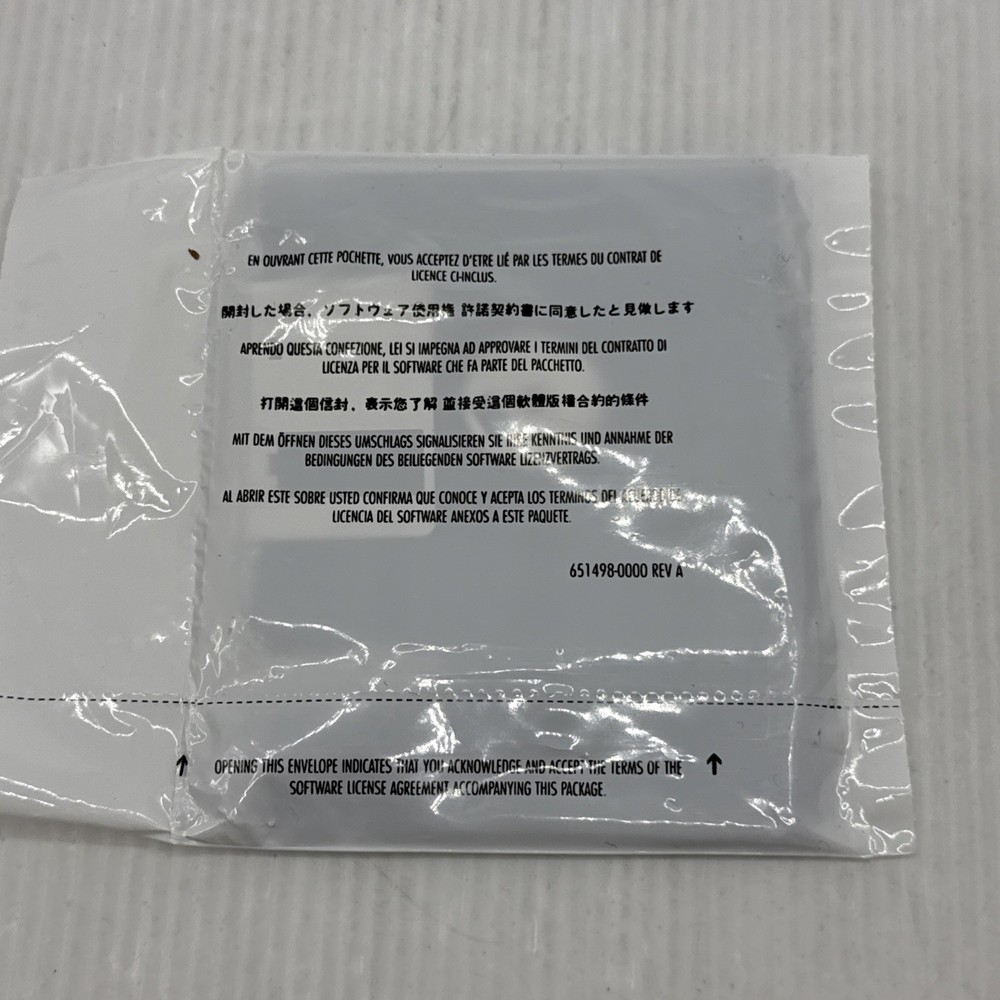 EN OUVRANT CETTE POCHETTE, VOUS ACCEPTEZ D'ETRE LIÉ PAR LES TERMES DU CONTRAT DE
LICENCE CI-INCLUS.
開封した場合、ソフトウェア使用権 許諾契約書に同意したと見做します
APRENDO QUESTA CONFEZIONE, LEI SI IMPEGNA AD APPROVARE I TERMINI DEL CONTRATTO DI
LICENZA PER IL SOFTWARE CHE FA PARTE DEL PACCHETTO.
打開這個信封，表示您了解 並接受這個軟體版權合約的條件
MIT DEM ÖFFNEN DIESES UMSCHLAGS SIGNALISIEREN SIE IHRE KENNTNIS UND ANNAHME DER
BEDINGUNGEN DES BEILIEGENDEN SOFTWARE LIZENZVERTRAGS.
AL ABRIR ESTE SOBRE USTED CONFIRMA QUE CONOCE Y ACEPTA LOS TERMINOS DEL
LICENCIA DEL SOFTWARE ANEXOS A ESTE PAQUETE.
651498-0000 REV A
OPENING THIS ENVELOPE INDICATES THAT YOU ACKNOWLEDGE AND ACCEPT THE TERMS OF THE
SOFTWARE LICENSE AGREEMENT ACCOMPANYING THIS PACKAGE.